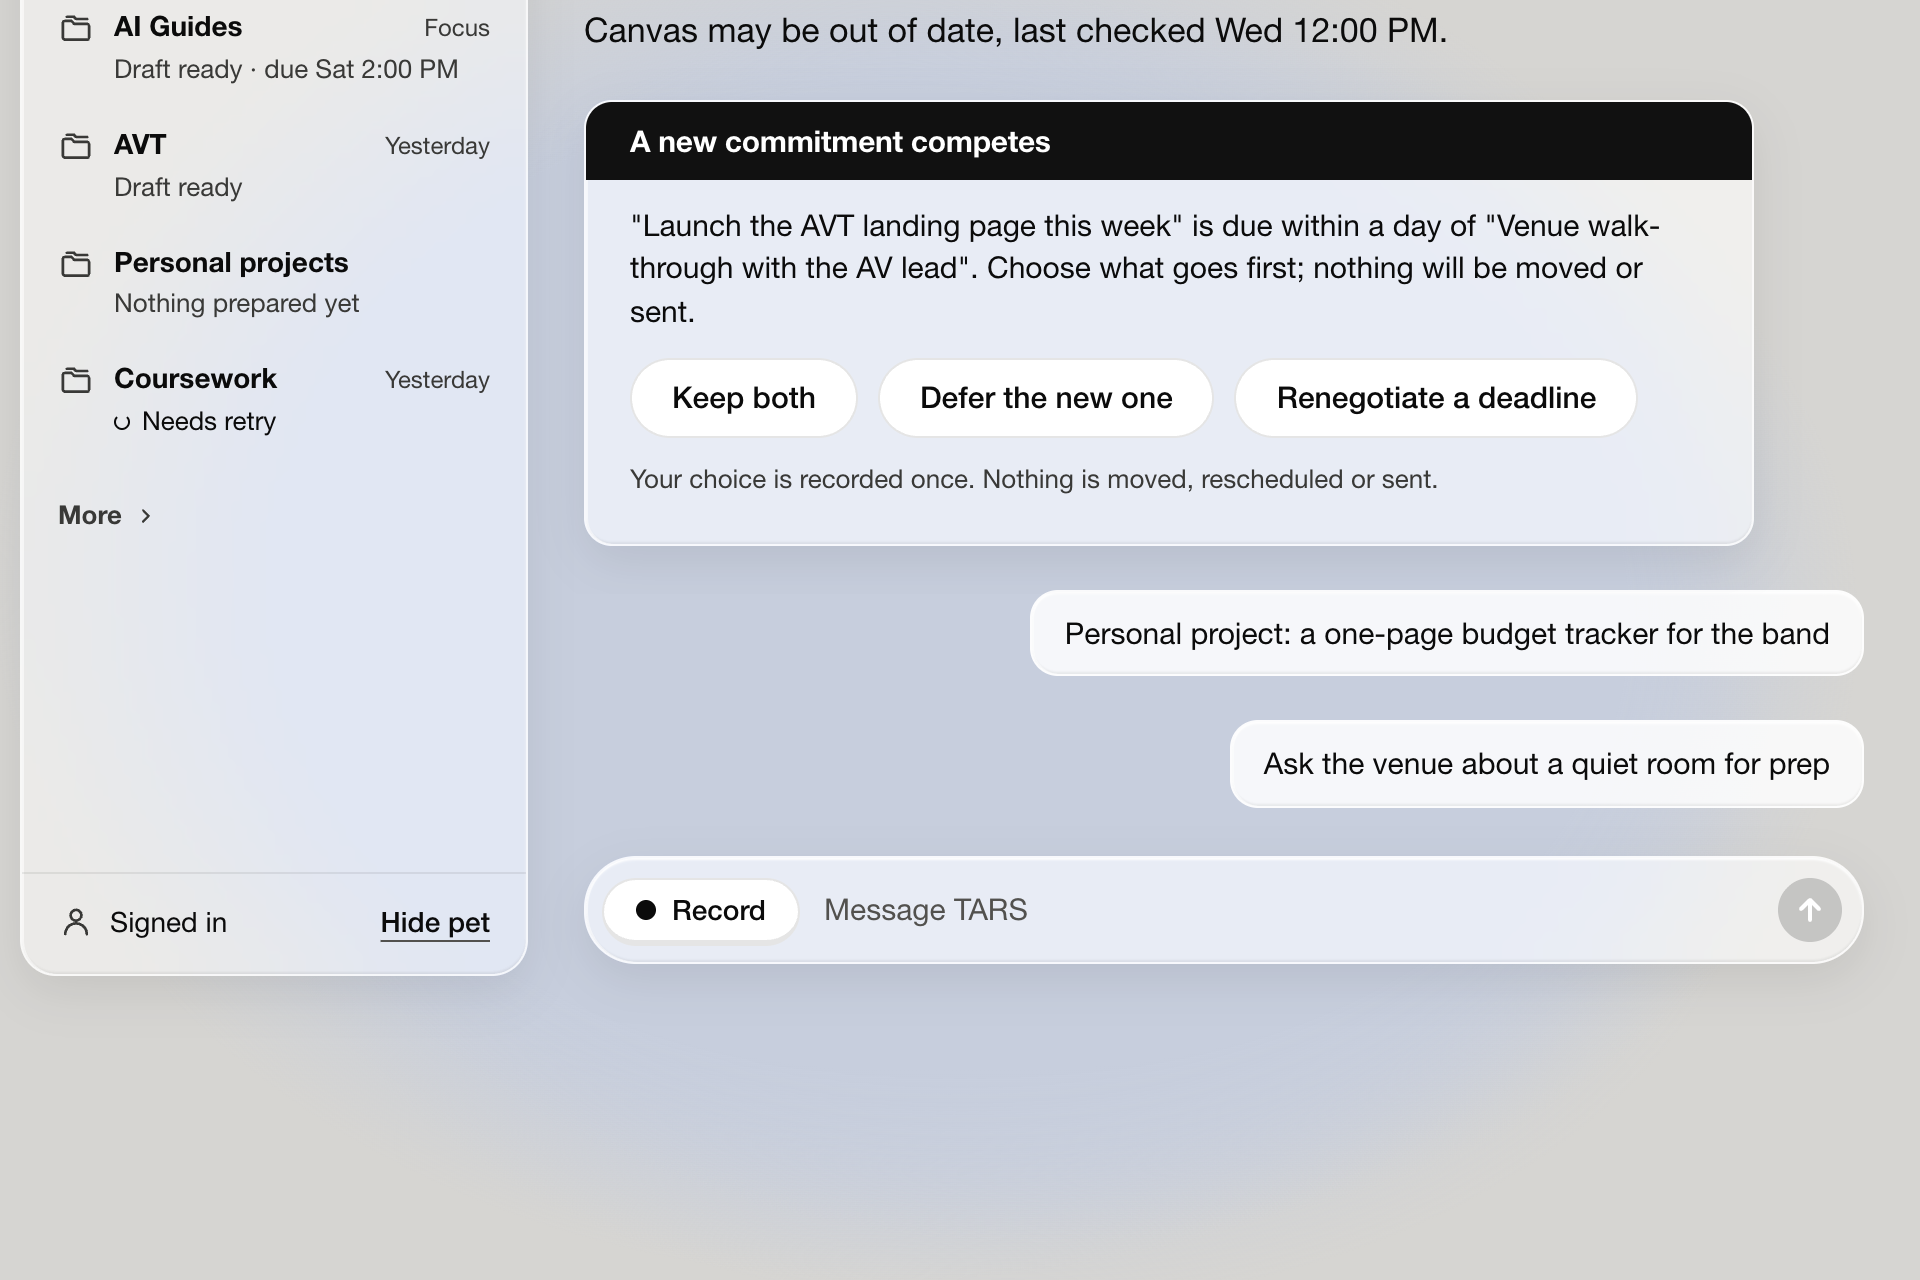 AI Guides
Focus
Draft ready · due Sat 2:00 PM
AVT
Yesterday
Draft ready
Personal projects
Nothing prepared yet
Coursework
Yesterday
Needs retry
More
Signed in
Hide pet
Canvas may be out of date, last checked Wed 12:00 PM.
A new commitment competes
"Launch the AVT landing page this week" is due within a day of "Venue walk-
through with the AV lead". Choose what goes first; nothing will be moved or
sent.
Keep both
Defer the new one
Renegotiate a deadline
Your choice is recorded once. Nothing is moved, rescheduled or sent.
Personal project: a one-page budget tracker for the band
Ask the venue about a quiet room for prep
Record
Message TARS